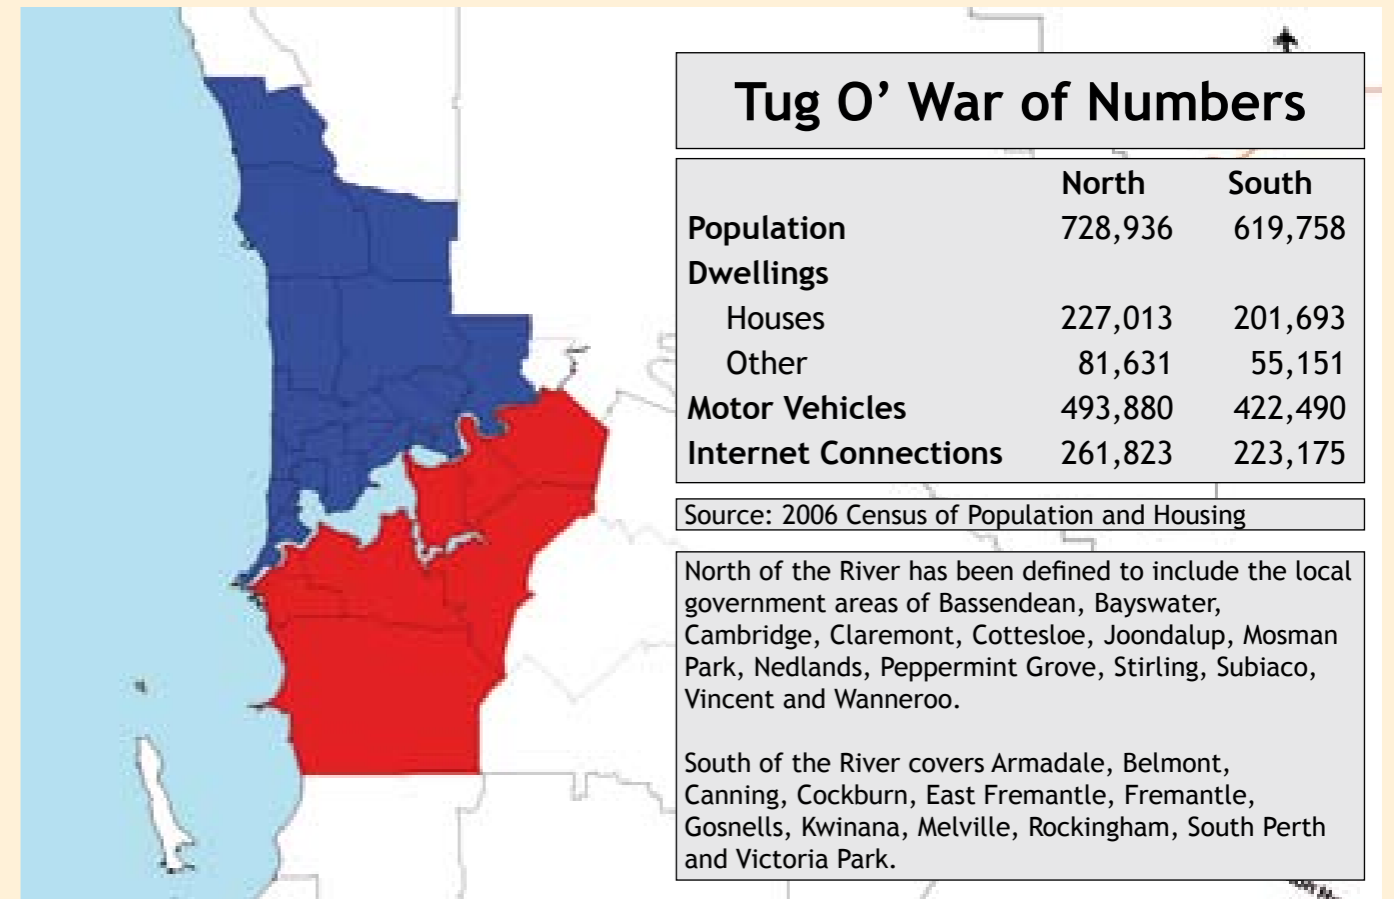 Tug O’ War of Numbers
North South
Population 728,936 619,758
Dwellings
Houses 227,013 201,693
Other 81,631 55,151
Motor Vehicles 493,880 422,490
Internet Connections 261,823 223,175
Source: 2006 Census of Population and Housing
North of the River has been defined to include the local
government areas of Bassendean, Bayswater,
Cambridge, Claremont, Cottesloe, Joondalup, Mosman
Park, Nedlands, Peppermint Grove, Stirling, Subiaco,
Vincent and Wanneroo.
South of the River covers Armadale, Belmont,
Canning, Cockburn, East Fremantle, Fremantle,
Gosnells, Kwinana, Melville, Rockingham, South Perth
and Victoria Park.